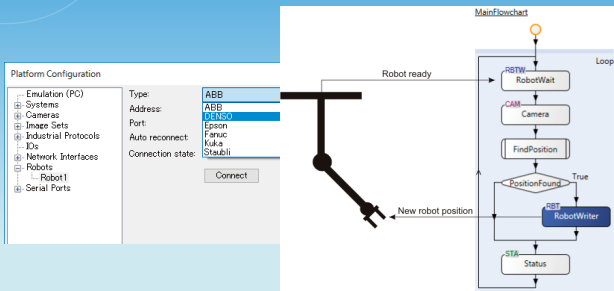 Platform Configuration
Emulation (PC)
Systems
Cameras
Image Sets
Industrial Protocols
IOs
Network Interfaces
Robots
Robot1
Serial Ports
Type:
ABB
Address:
ABB
DENSO
Port:
Epson
Auto reconnect:
Fanuc
Kuka
Connection state:
Staubli
Connect
Robot ready
New robot position
MainFlowchart
Loop
RBTW
RobotWait
CAM
Camera
FindPosition
PositionFound
True
RBT
RobotWriter
STA
Status